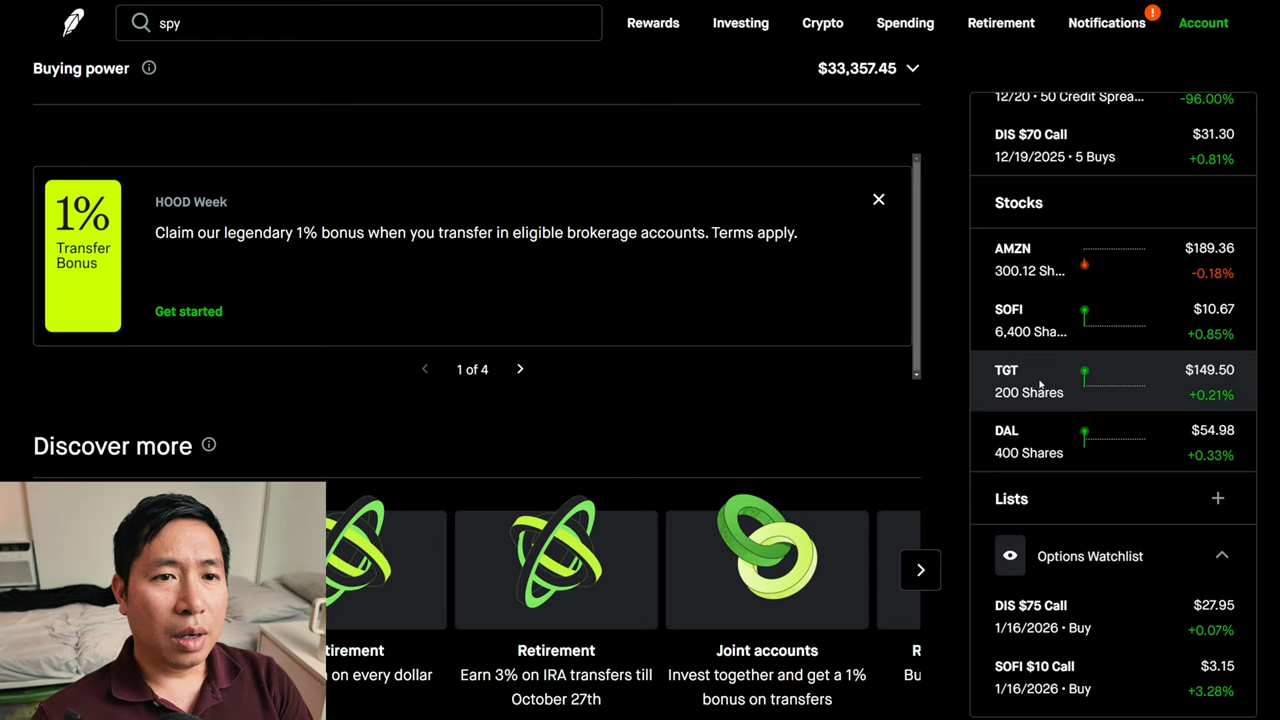 spy
Rewards
Investing
Crypto
Spending
Retirement
Notifications
!
Account
Buying power
$33,357.45
1%
Transfer
Bonus
HOOD Week
Claim our legendary 1% bonus when you transfer in eligible brokerage accounts. Terms apply.
Get started
1 of 4
Discover more
tirement
on every dollar
Retirement
Earn 3% on IRA transfers till
October 27th
Joint accounts
Invest together and get a 1%
bonus on transfers
R
Bu
12/20 • 50 Credit Sprea...
-96.00%
DIS $70 Call
$31.30
12/19/2025 • 5 Buys
+0.81%
Stocks
AMZN
$189.36
300.12 Sh...
-0.18%
SOFI
$10.67
6,400 Sha...
+0.85%
TGT
$149.50
200 Shares
+0.21%
DAL
$54.98
400 Shares
+0.33%
Lists
Options Watchlist
DIS $75 Call
$27.95
1/16/2026 • Buy
+0.07%
SOFI $10 Call
$3.15
1/16/2026 • Buy
+3.28%